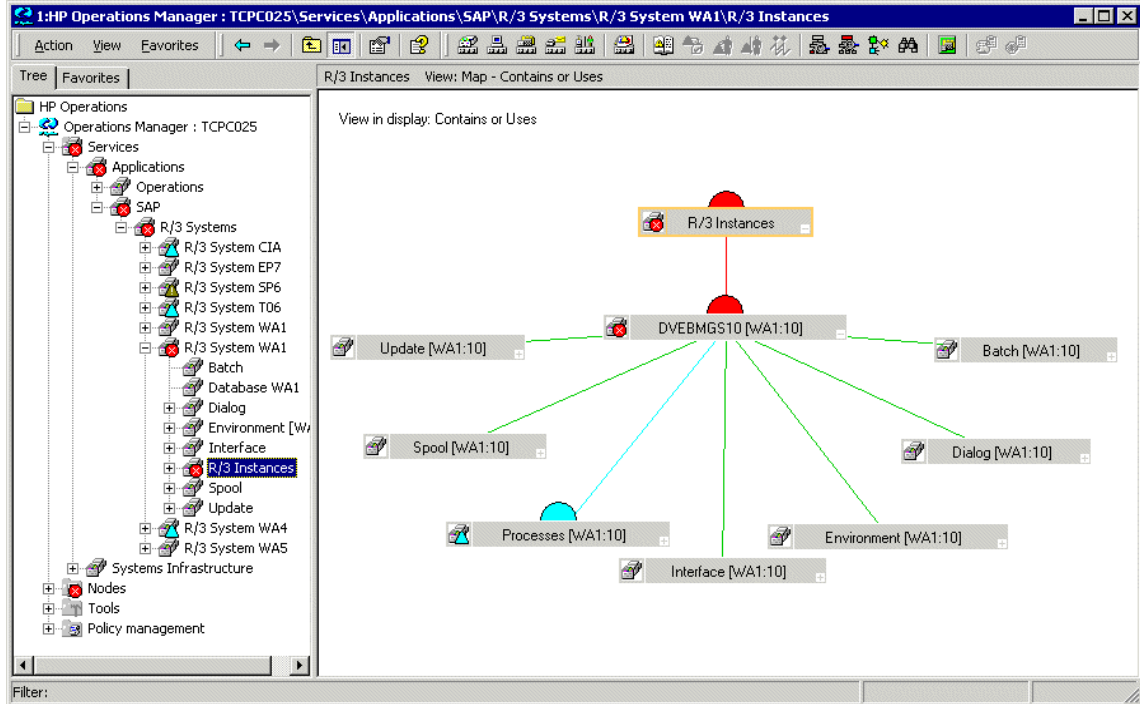 1:HP Operations Manager : TCPC025\Services\Applications\SAP\R/3 Systems\R/3 System WA1\R/3 Instances
Action View Favorites
Tree Favorites
R/3 Instances View: Map - Contains or Uses
HP Operations
Operations Manager : TCPC025
Services
Applications
Operations
SAP
R/3 Systems
R/3 System CIA
R/3 System EP7
R/3 System SP6
R/3 System T06
R/3 System WA1
R/3 System WA1
Batch
Database WA1
Dialog
Environment [WA
Interface
R/3 Instances
Spool
Update
R/3 System WA4
R/3 System WA5
Systems Infrastructure
Nodes
Tools
Policy management
View in display: Contains or Uses
R/3 Instances
DVEBMGS10 [WA1:10]
Update [WA1:10]
Batch [WA1:10]
Spool [WA1:10]
Dialog [WA1:10]
Processes [WA1:10]
Environment [WA1:10]
Interface [WA1:10]
Filter: